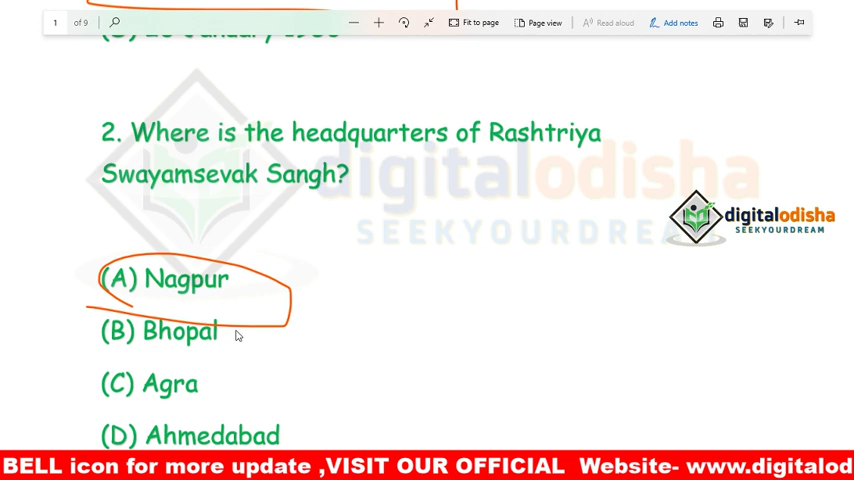 1 of 9 Fit to page Page view Read aloud Add notes
2. Where is the headquarters of Rashtriya
Swayamsevak Sangh?
digitalodisha
SEEKYOURDREAM
digitalodisha
SEEKYOURDREAM
(A) Nagpur
(B) Bhopal
(C) Agra
(D) Ahmedabad
BELL icon for more update ,VISIT OUR OFFICIAL Website- www.digitalod